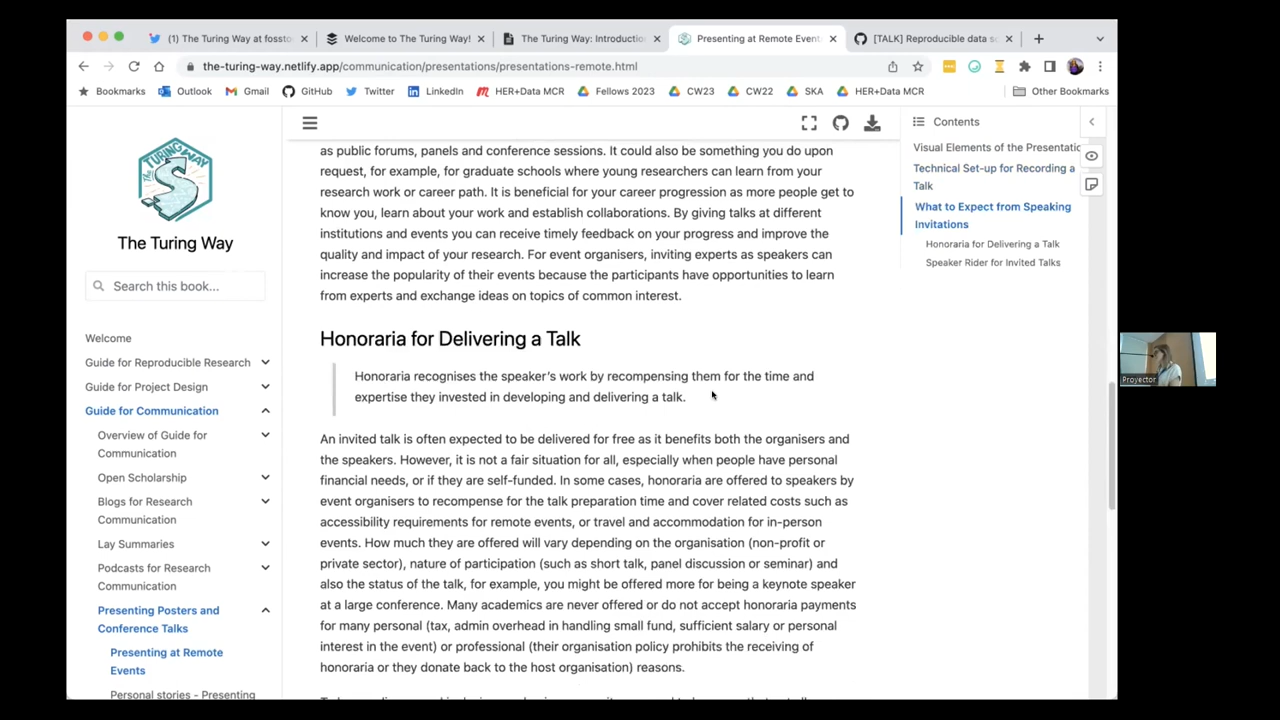 (1) The Turing Way at fossto
Welcome to The Turing Way!
The Turing Way: Introductio
Presenting at Remote Event
[TALK] Reproducible data s
the-turing-way.netlify.app/communication/presentations/presentations-remote.html
Bookmarks
Outlook
Gmail
GitHub
Twitter
LinkedIn
HER+Data MCR
Fellows 2023
CW23
CW22
SKA
HER+Data MCR
Other Bookmarks
THE TURING WAY
The Turing Way
Search this book...
Welcome
Guide for Reproducible Research
Guide for Project Design
Guide for Communication
Overview of Guide for
Communication
Open Scholarship
Blogs for Research
Communication
Lay Summaries
Podcasts for Research
Communication
Presenting Posters and
Conference Talks
Presenting at Remote
Events
Personal stories - Presenting
as public forums, panels and conference sessions. It could also be something you do upon
request, for example, for graduate schools where young researchers can learn from your
research work or career path. It is beneficial for your career progression as more people get to
know you, learn about your work and establish collaborations. By giving talks at different
institutions and events you can receive timely feedback on your progress and improve the
quality and impact of your research. For event organisers, inviting experts as speakers can
increase the popularity of their events because the participants have opportunities to learn
from experts and exchange ideas on topics of common interest.
Honoraria for Delivering a Talk
Honoraria recognises the speaker's work by recompensing them for the time and
expertise they invested in developing and delivering a talk.
An invited talk is often expected to be delivered for free as it benefits both the organisers and
the speakers. However, it is not a fair situation for all, especially when people have personal
financial needs, or if they are self-funded. In some cases, honoraria are offered to speakers by
event organisers to recompense for the talk preparation time and cover related costs such as
accessibility requirements for remote events, or travel and accommodation for in-person
events. How much they are offered will vary depending on the organisation (non-profit or
private sector), nature of participation (such as short talk, panel discussion or seminar) and
also the status of the talk, for example, you might be offered more for being a keynote speaker
at a large conference. Many academics are never offered or do not accept honoraria payments
for many personal (tax, admin overhead in handling small fund, sufficient salary or personal
interest in the event) or professional (their organisation policy prohibits the receiving of
honoraria or they donate back to the host organisation) reasons.
Contents
Visual Elements of the Presentatio
Technical Set-up for Recording a
Talk
What to Expect from Speaking
Invitations
Honoraria for Delivering a Talk
Speaker Rider for Invited Talks
Proyector